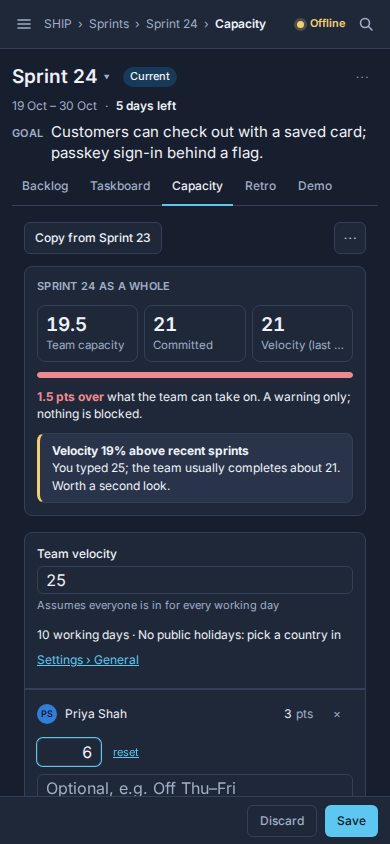 SHIP › Sprints › Sprint 24 › Capacity
Offline
Sprint 24
Current
19 Oct – 30 Oct · 5 days left
GOAL Customers can check out with a saved card;
passkey sign-in behind a flag.
Backlog Taskboard Capacity Retro Demo
Copy from Sprint 23
SPRINT 24 AS A WHOLE
19.5 21 21
Team capacity Committed Velocity (last ...
1.5 pts over what the team can take on. A warning only;
nothing is blocked.
Velocity 19% above recent sprints
You typed 25; the team usually completes about 21.
Worth a second look.
Team velocity
25
Assumes everyone is in for every working day
10 working days · No public holidays: pick a country in
Settings › General
PS Priya Shah 3 pts ×
6 reset
Optional, e.g. Off Thu–Fri
Discard Save